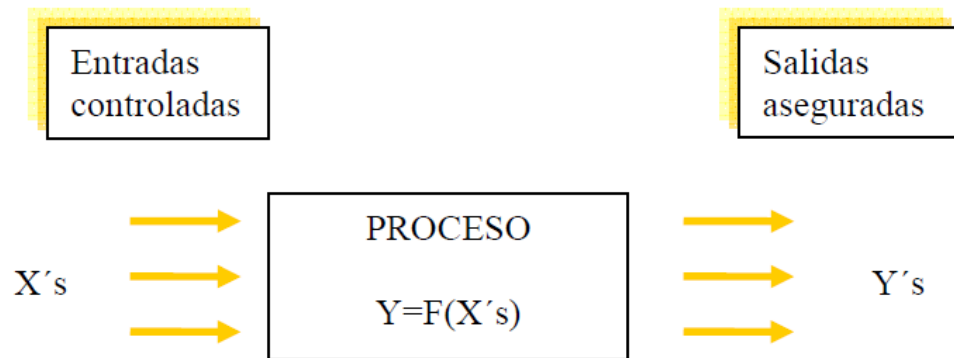 Entradas
controladas
Salidas
aseguradas
PROCESO
X´s
Y´s
Y=F(X´s)